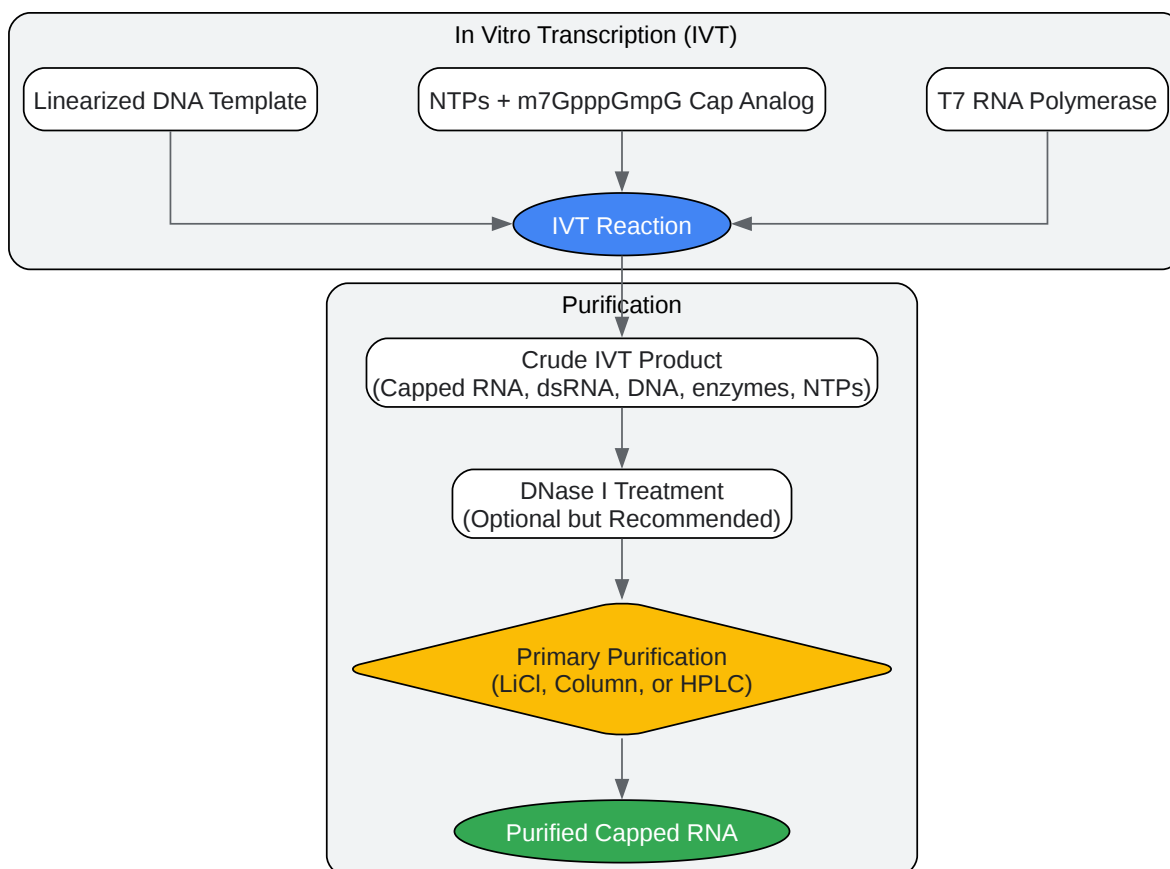 In Vitro Transcription (IVT)
Linearized DNA Template
NTPs + m7GpppGmpG Cap Analog
T7 RNA Polymerase
IVT Reaction
Purification
Crude IVT Product
(Capped RNA, dsRNA, DNA, enzymes, NTPs)
DNase I Treatment
(Optional but Recommended)
Primary Purification
(LiCl, Column, or HPLC)
Purified Capped RNA